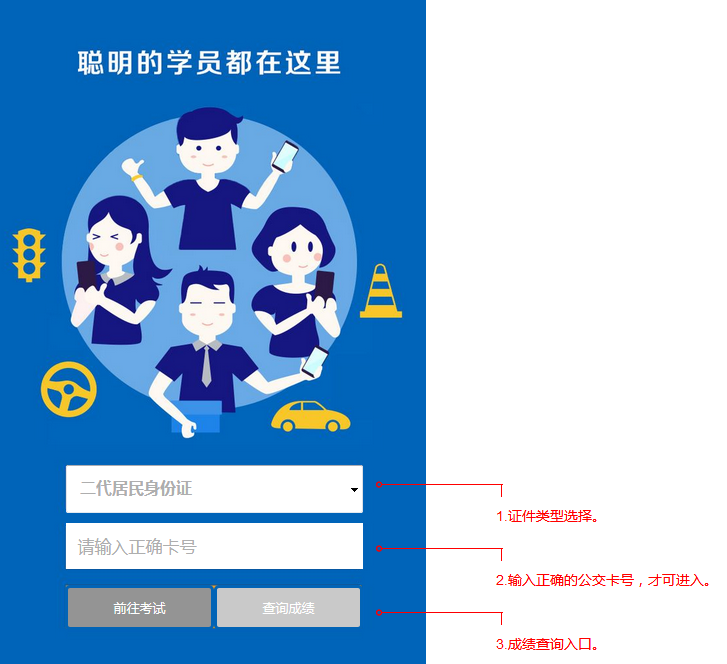 聪明的学员都在这里
二代居民身份证
1.证件类型选择。
请输入正确卡号
2.输入正确的公交卡号，才可进入。
前往考试
查询成绩
3.成绩查询入口。